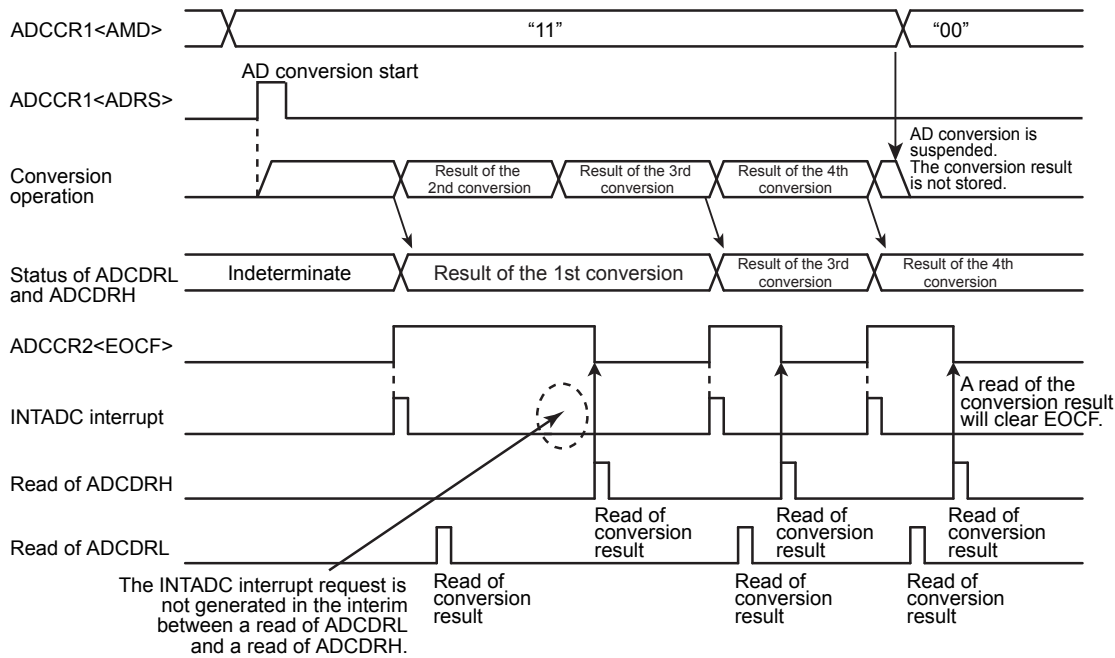 ADCCR1<AMD>
"11"
"00"
AD conversion start
ADCCR1<ADRS>
AD conversion is
suspended.
The conversion result
is not stored.
Conversion
operation
Result of the
2nd conversion
Result of the 3rd
conversion
Result of the 4th
conversion
Status of ADCDRL
and ADCDRH
Indeterminate
Result of the 1st conversion
Result of the 3rd
conversion
Result of the 4th
conversion
ADCCR2<EOCF>
A read of the
conversion result
will clear EOCF.
INTADC interrupt
Read of ADCDRH
Read of
conversion
result
Read of
conversion
result
Read of
conversion
result
Read of ADCDRL
Read of
conversion
result
Read of
conversion
result
Read of
conversion
result
The INTADC interrupt request is
not generated in the interim
between a read of ADCDRL
and a read of ADCDRH.